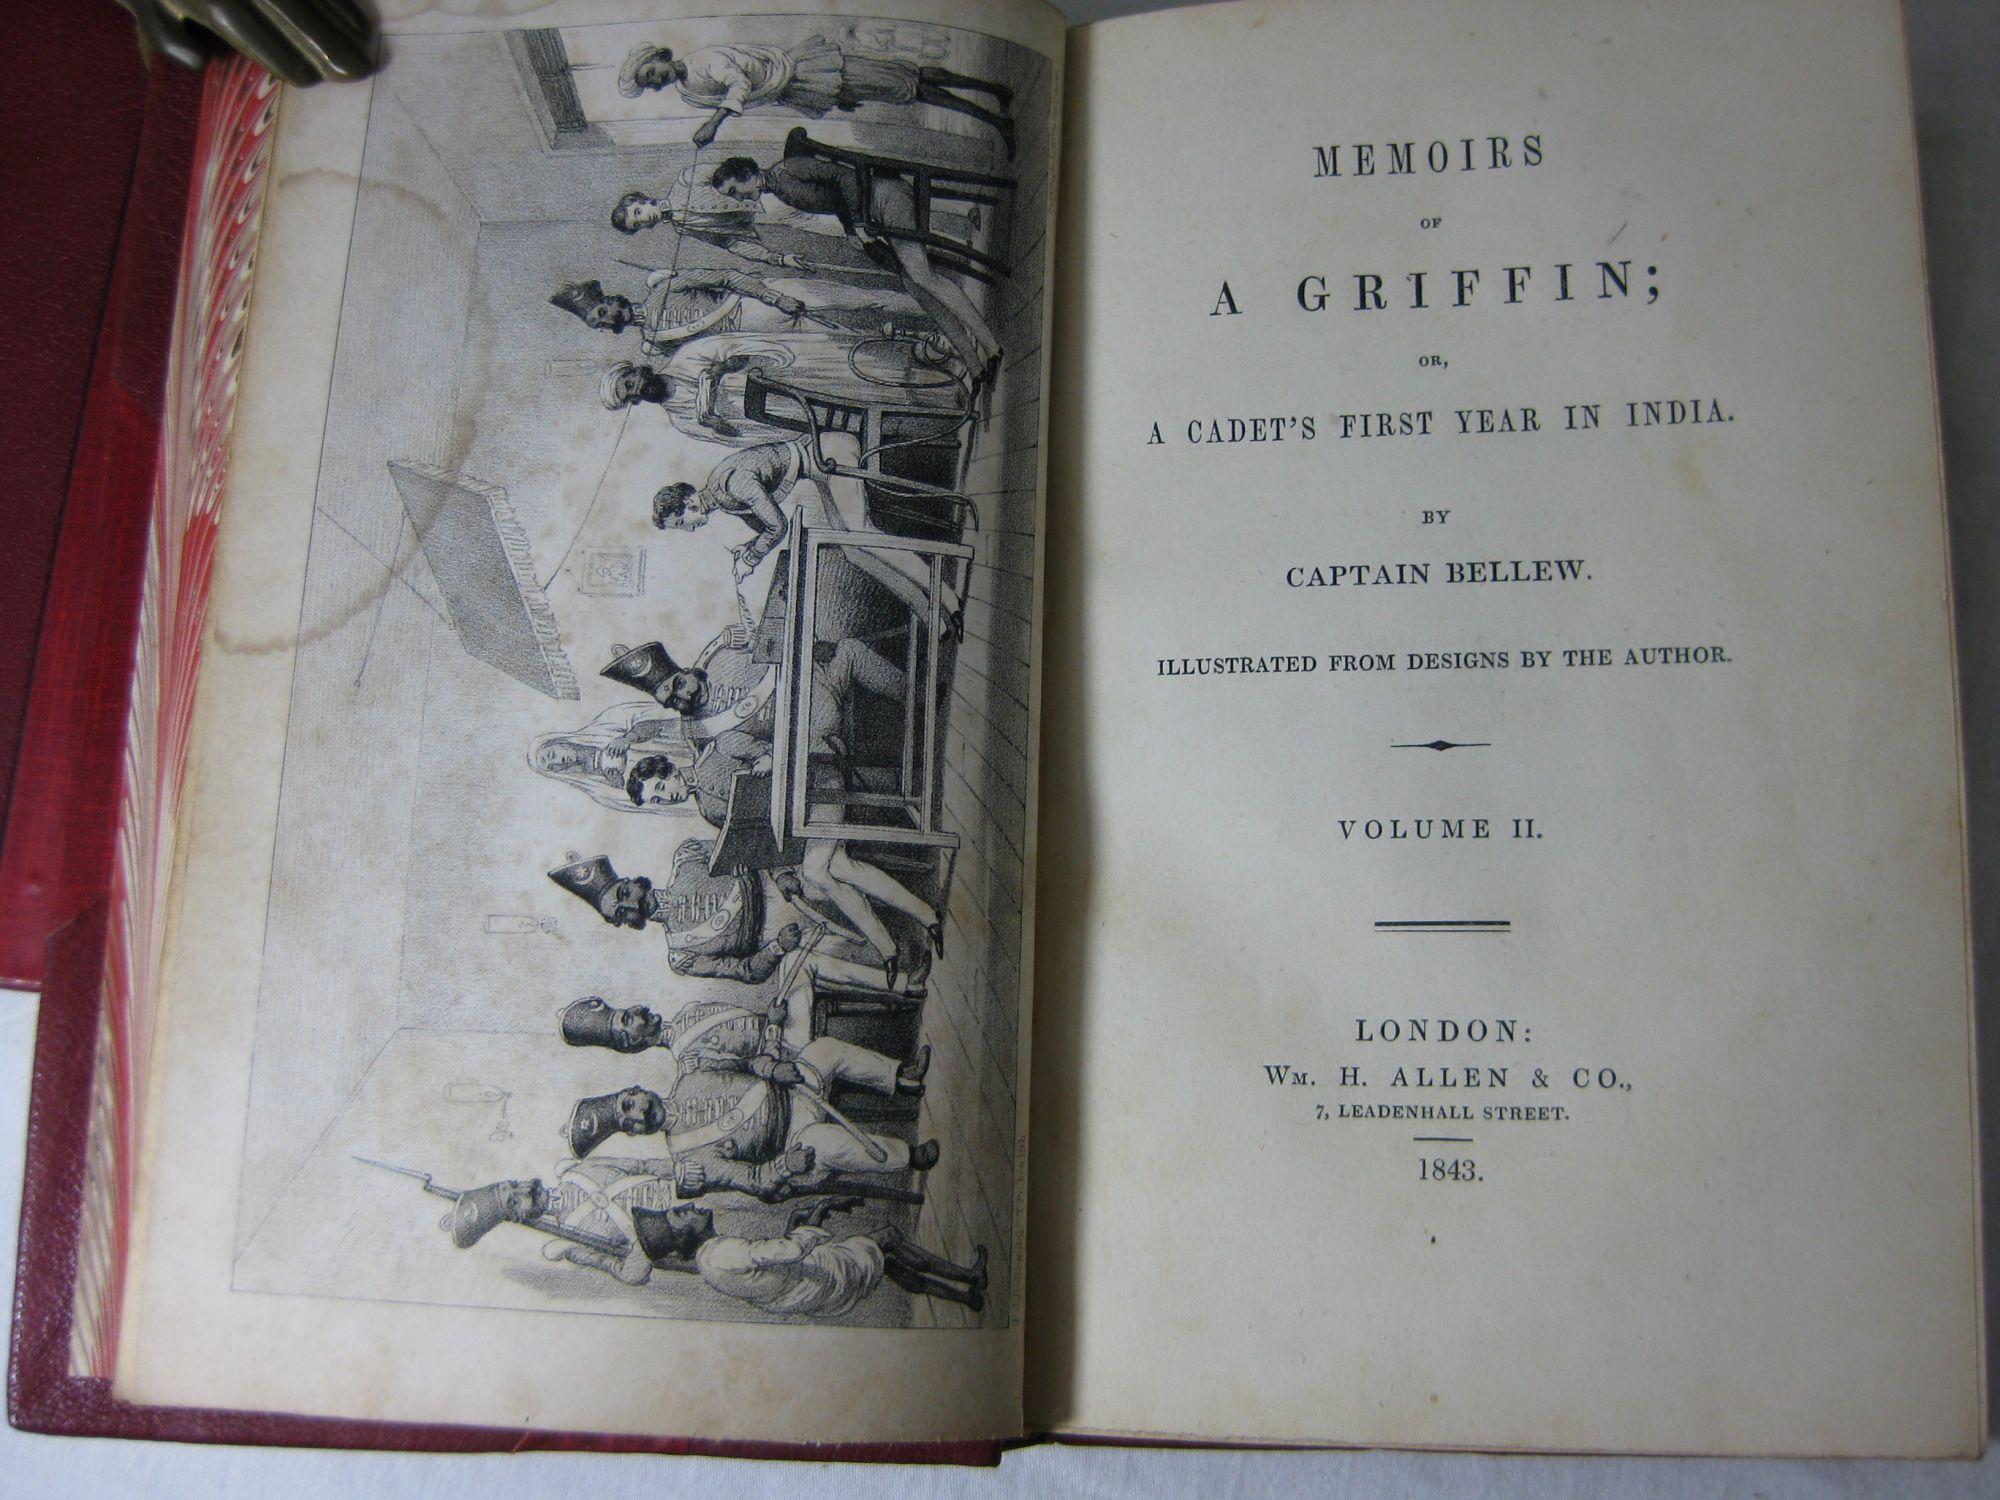 MEMOIRS
OF
A GRIFFIN;
OR,
A CADET'S FIRST YEAR IN INDIA.
BY
CAPTAIN BELLEW.
ILLUSTRATED FROM DESIGNS BY THE AUTHOR.
VOLUME II.
LONDON:
WM. H. ALLEN & CO.,
7, LEADENHALL STREET.
1843.